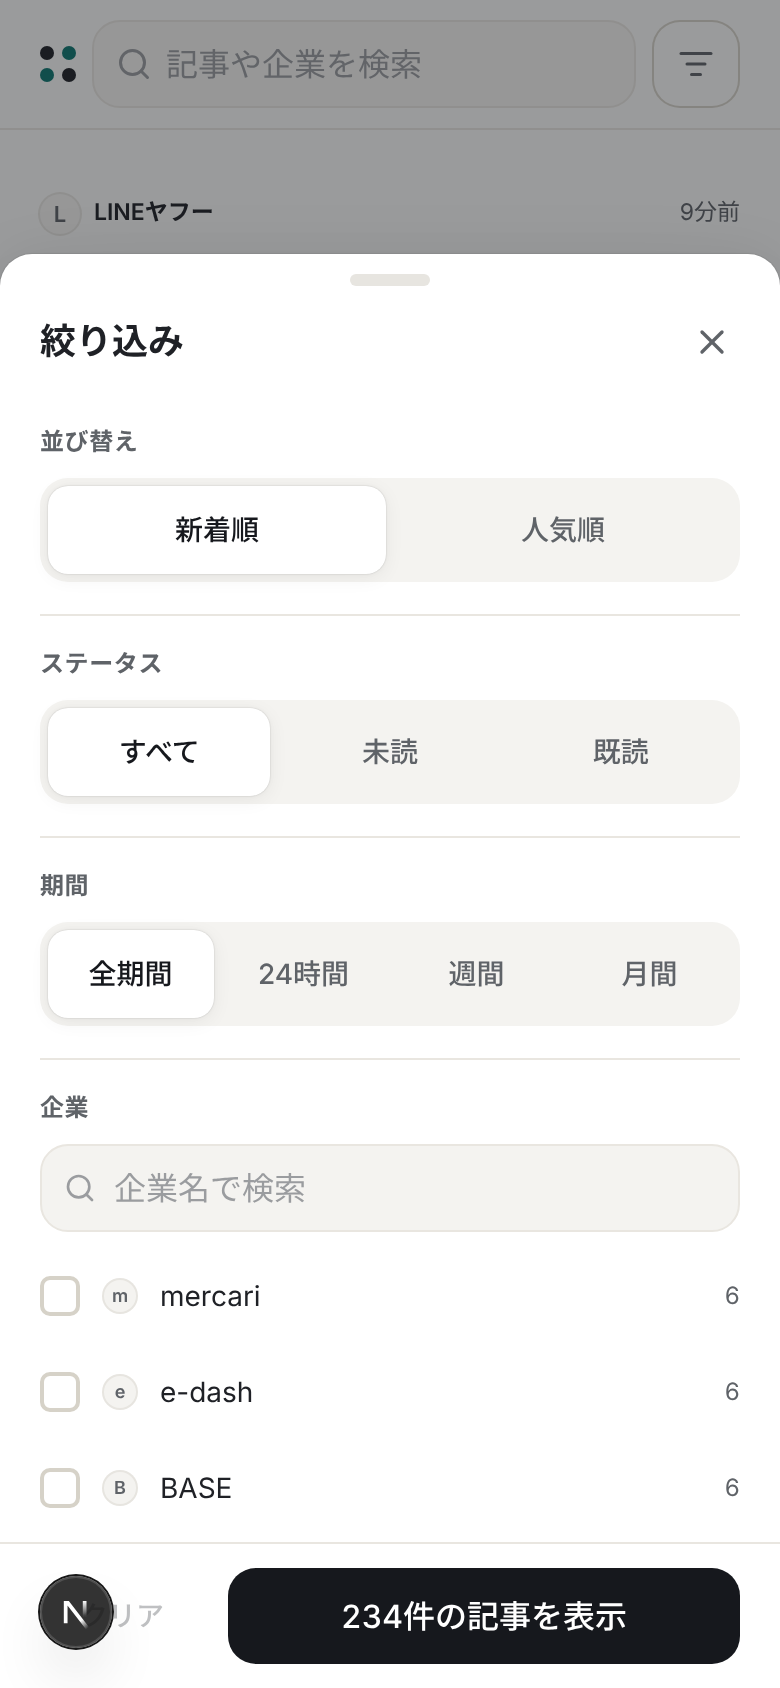 記事や企業を検索
L LINEヤフー 9分前
絞り込み
並び替え
新着順 人気順
ステータス
すべて 未読 既読
期間
全期間 24時間 週間 月間
企業
企業名で検索
m mercari 6
e e-dash 6
B BASE 6
N クリア 234件の記事を表示